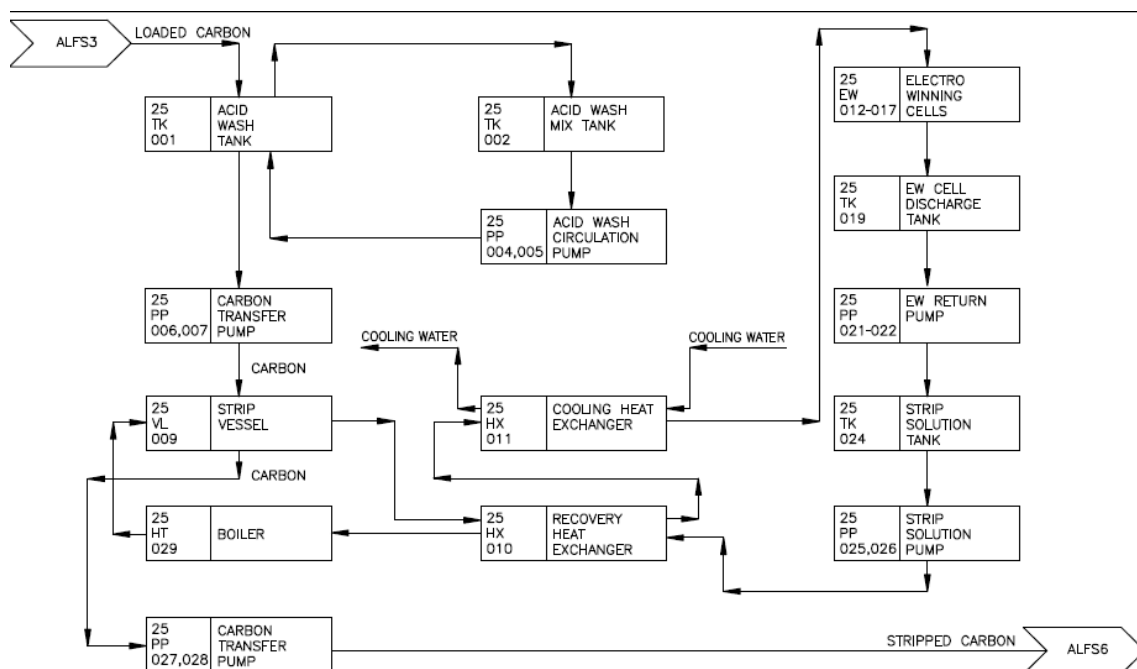 ALFS3
LOADED CARBON
25
TK
001
ACID
WASH
TANK
25
TK
002
ACID WASH
MIX TANK
25
EW
012-017
ELECTRO
WINNING
CELLS
25
TK
019
EW CELL
DISCHARGE
TANK
25
PP
004,005
ACID WASH
CIRCULATION
PUMP
25
PP
006,007
CARBON
TRANSFER
PUMP
25
PP
021-022
EW RETURN
PUMP
COOLING WATER
COOLING WATER
CARBON
25
VL
009
STRIP
VESSEL
25
HX
011
COOLING HEAT
EXCHANGER
25
TK
024
STRIP
SOLUTION
TANK
CARBON
25
HT
029
BOILER
25
HX
010
RECOVERY
HEAT
EXCHANGER
25
PP
025,026
STRIP
SOLUTION
PUMP
25
PP
027,028
CARBON
TRANSFER
PUMP
STRIPPED CARBON
ALFS6